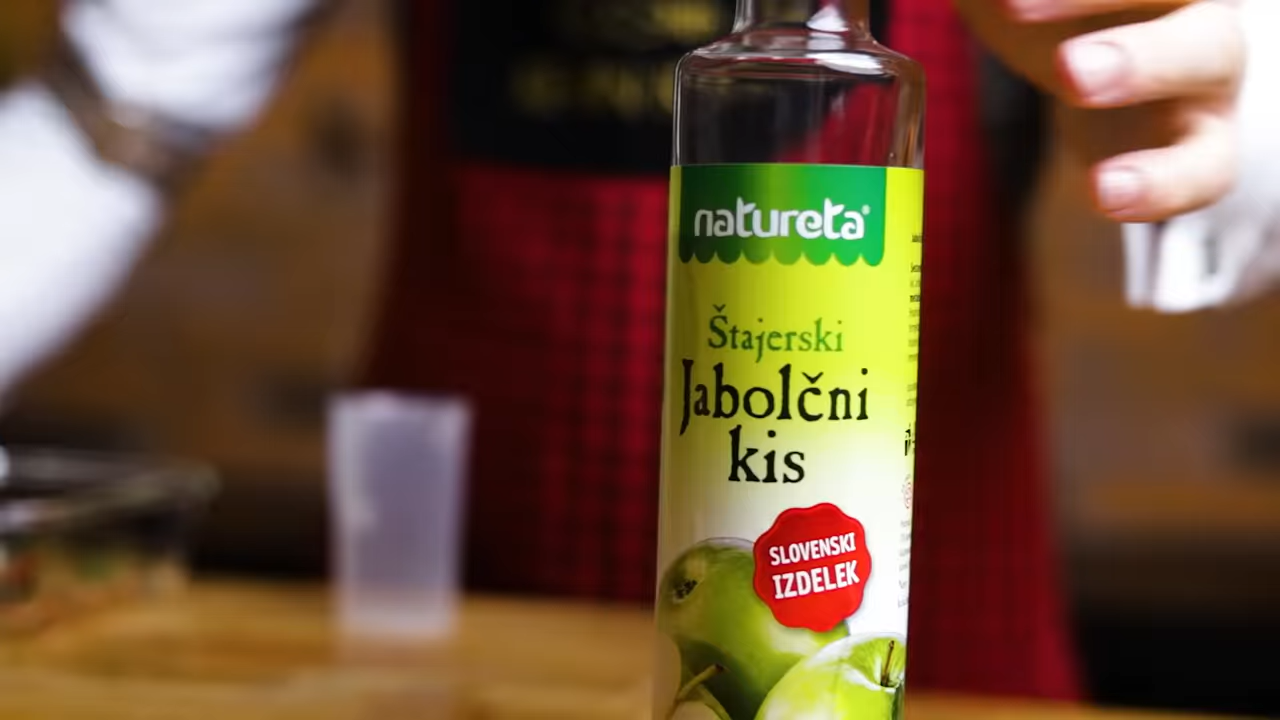 natureta®
Štajerski
Jabolčni
kis
SLOVENSKI
IZDELEK